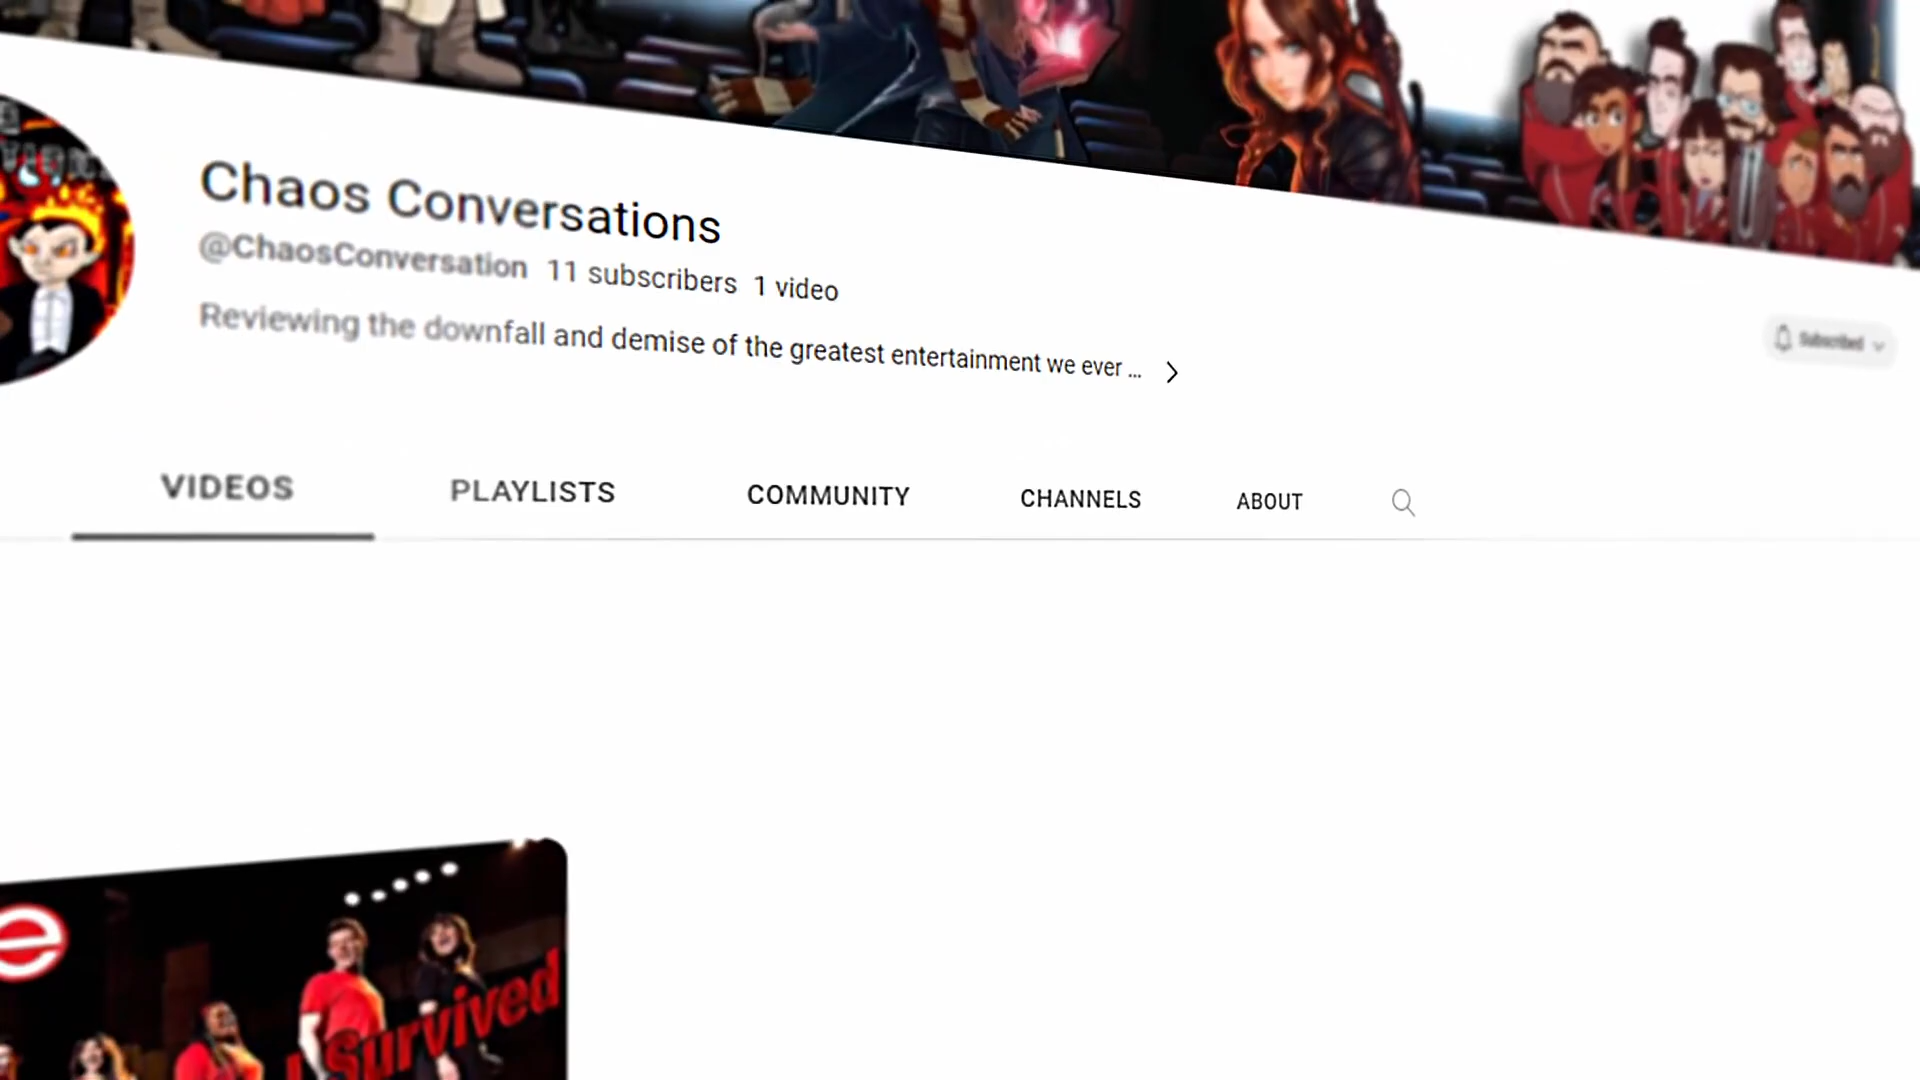 Chaos Conversations
@ChaosConversation 11 subscribers 1 video
Reviewing the downfall and demise of the greatest entertainment we ever ...
Subscribed
VIDEOS PLAYLISTS COMMUNITY CHANNELS ABOUT
e
Survived